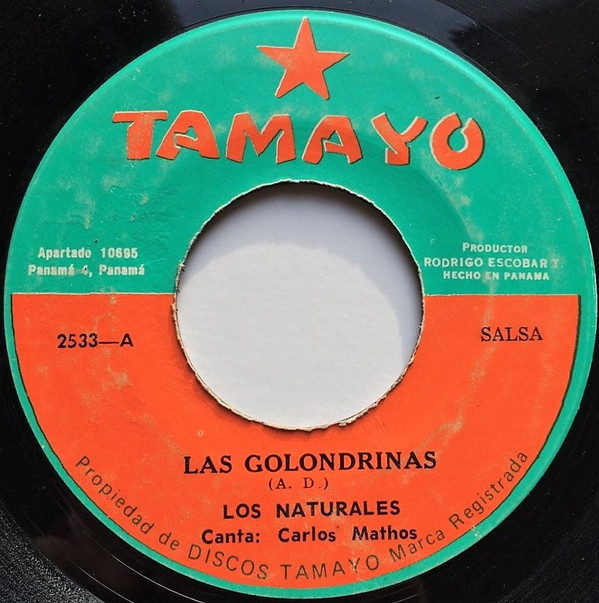 TAMAYO
Apartado 10695
Panamá 4, Panamá
PRODUCTOR
RODRIGO ESCOBAR T.
HECHO EN PANAMA
2533—A
SALSA
LAS GOLONDRINAS
(A. D.)
LOS NATURALES
Canta: Carlos Mathos
Propiedad de DISCOS TAMAYO Marca Registrada